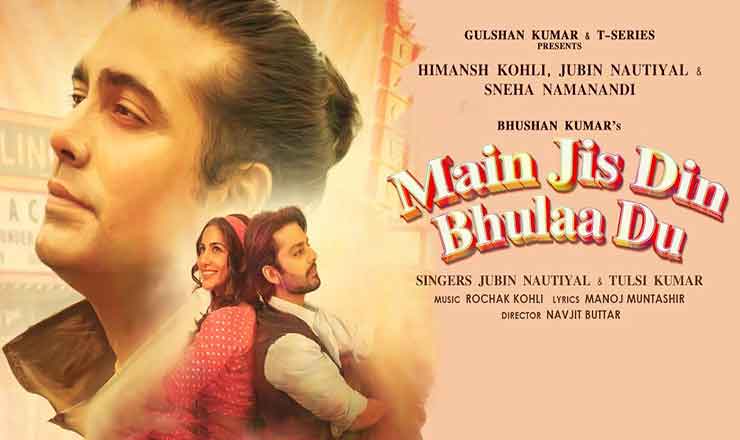 GULSHAN KUMAR & T-SERIES
PRESENTS
HIMANSH KOHLI, JUBIN NAUTIYAL &
SNEHA NAMANANDI
BHUSHAN KUMAR's
Main Jis Din
Bhulaa Du
SINGERS JUBIN NAUTIYAL & TULSI KUMAR
MUSIC ROCHAK KOHLI LYRICS MANOJ MUNTASHIR
DIRECTOR NAVJIT BUTTAR